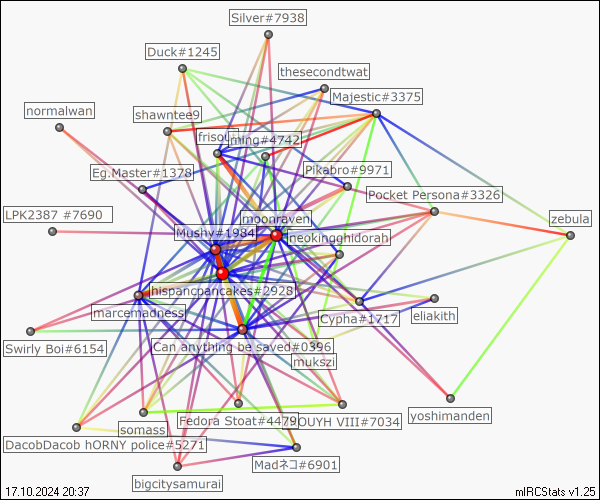 Silver#7938
Duck#1245
thesecondtwat
Majestic#3375
normalwan
shawntee9
ming#4742
Pikabro#9971
Eg.Master#1378
Pocket Persona#3326
LPK2387 #7690
moonraven
zebula
Mushy#1984
neokingghidorah
hispancpancakes#2928
marcemadness
Cypha#1717
eliakith
Swirly Boi#6154
Can anything be saved#0396
mukszi
Fedora Stoat#4479
VIII#7034
yoshimanden
somass
DacobDacob hORNY police#5271
Madネコ#6901
bigcitysamurai
17.10.2024 20:37
mIRCStats v1.25